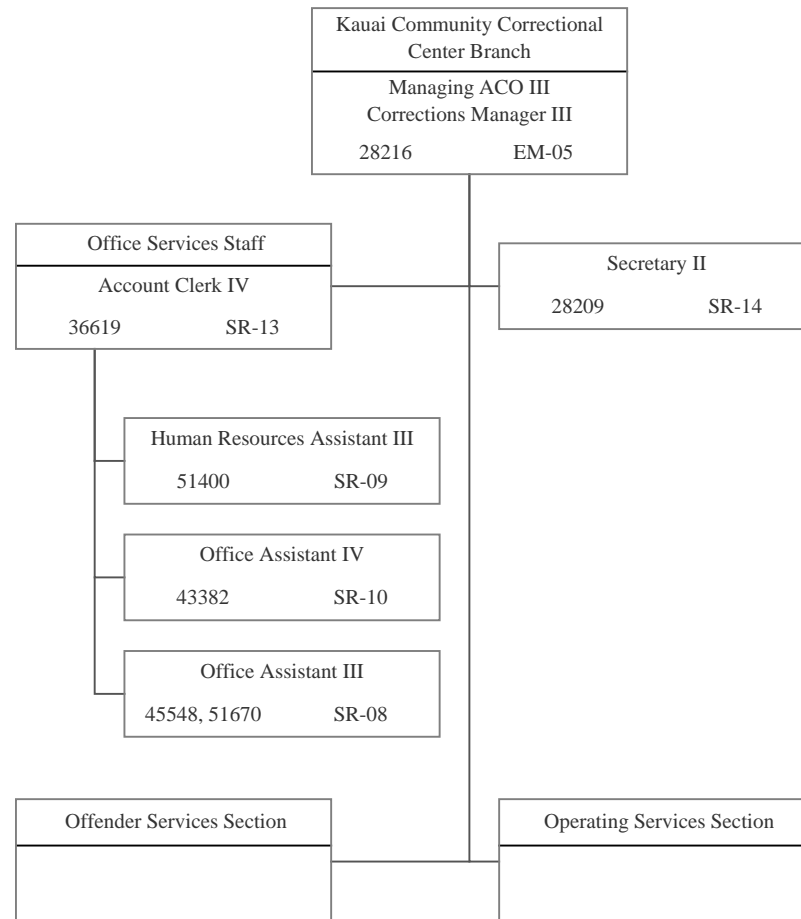 Kauai Community Correctional
Center Branch
Managing ACO III
Corrections Manager III
28216 EM-05
Office Services Staff
Account Clerk IV
36619 SR-13
Secretary II
28209 SR-14
Human Resources Assistant III
51400 SR-09
Office Assistant IV
43382 SR-10
Office Assistant III
45548, 51670 SR-08
Offender Services Section
Operating Services Section